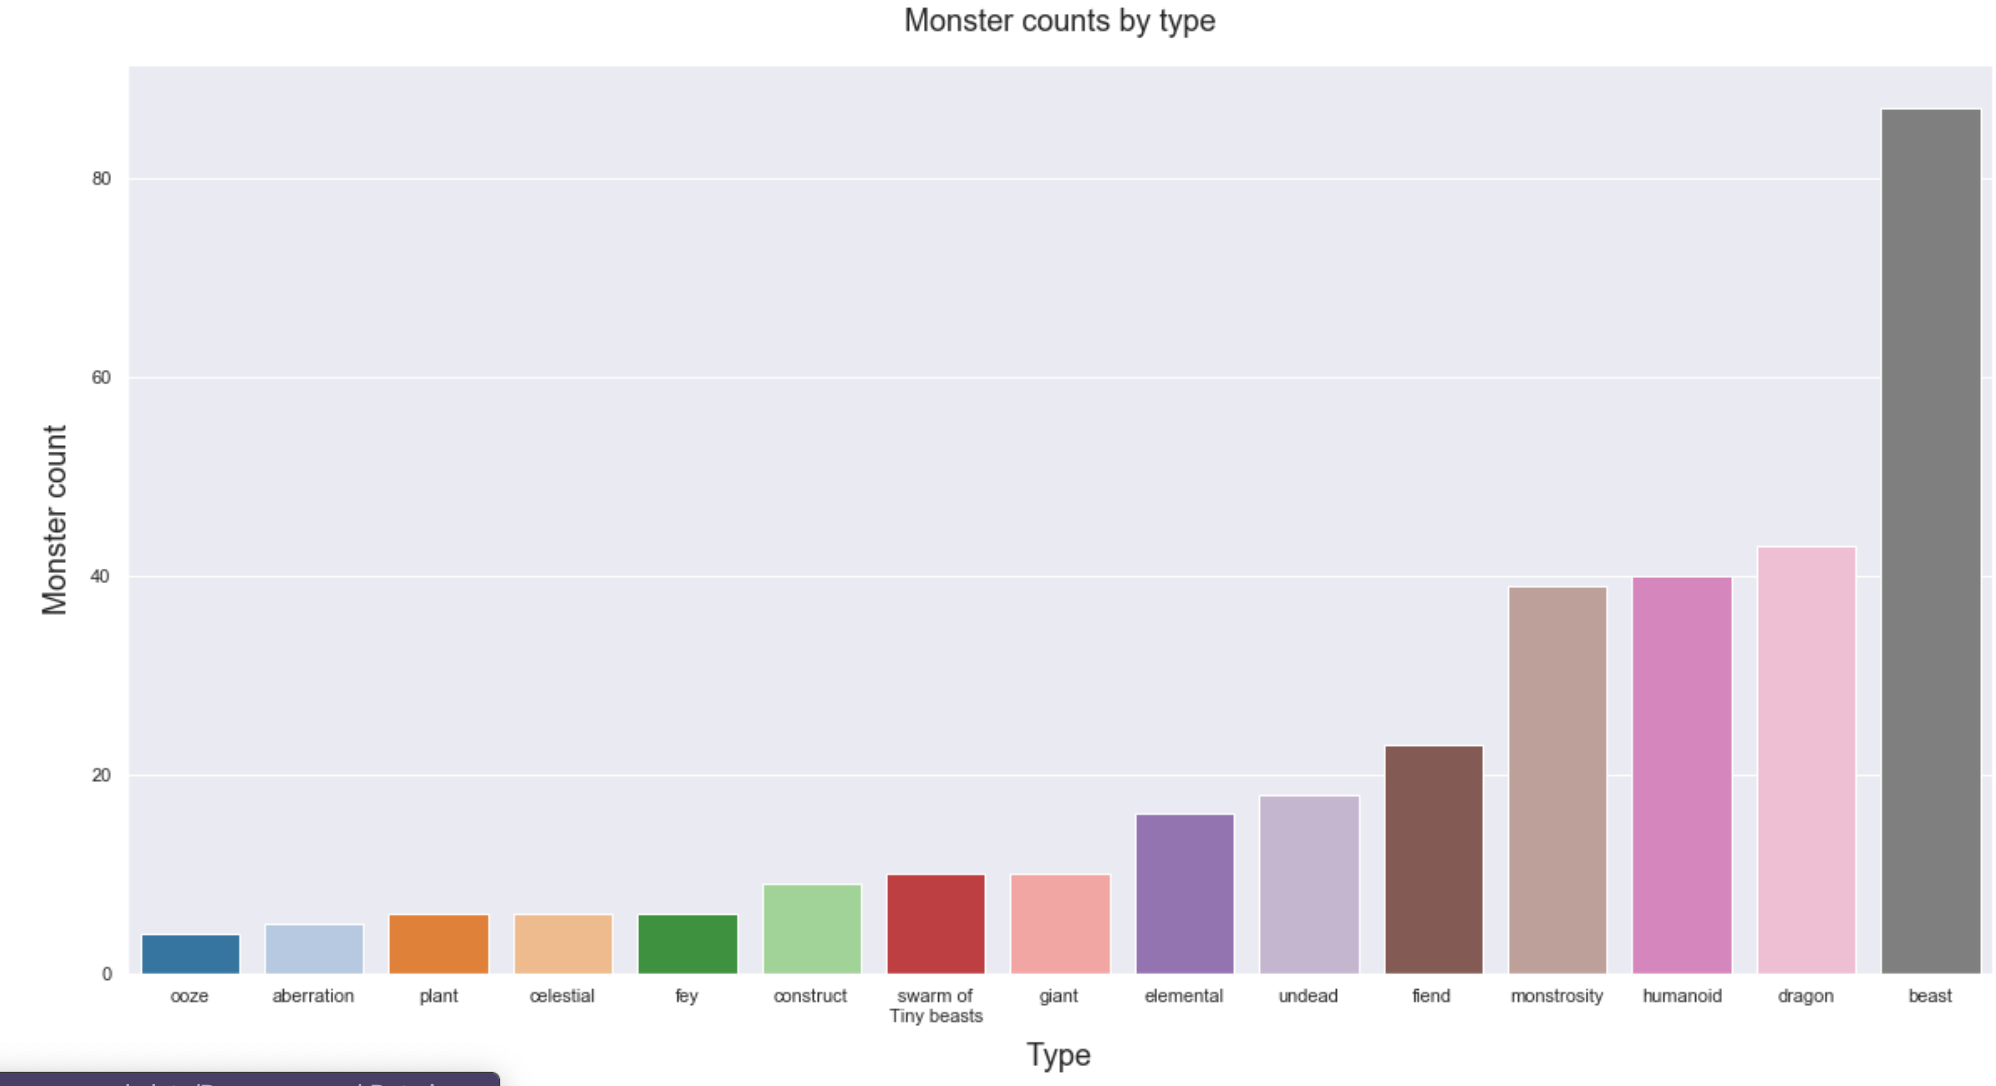 Monster counts by type
Monster count
80
60
40
20
0
ooze aberration plant celestial fey construct swarm of Tiny beasts giant elemental undead fiend monstrosity humanoid dragon beast
Type